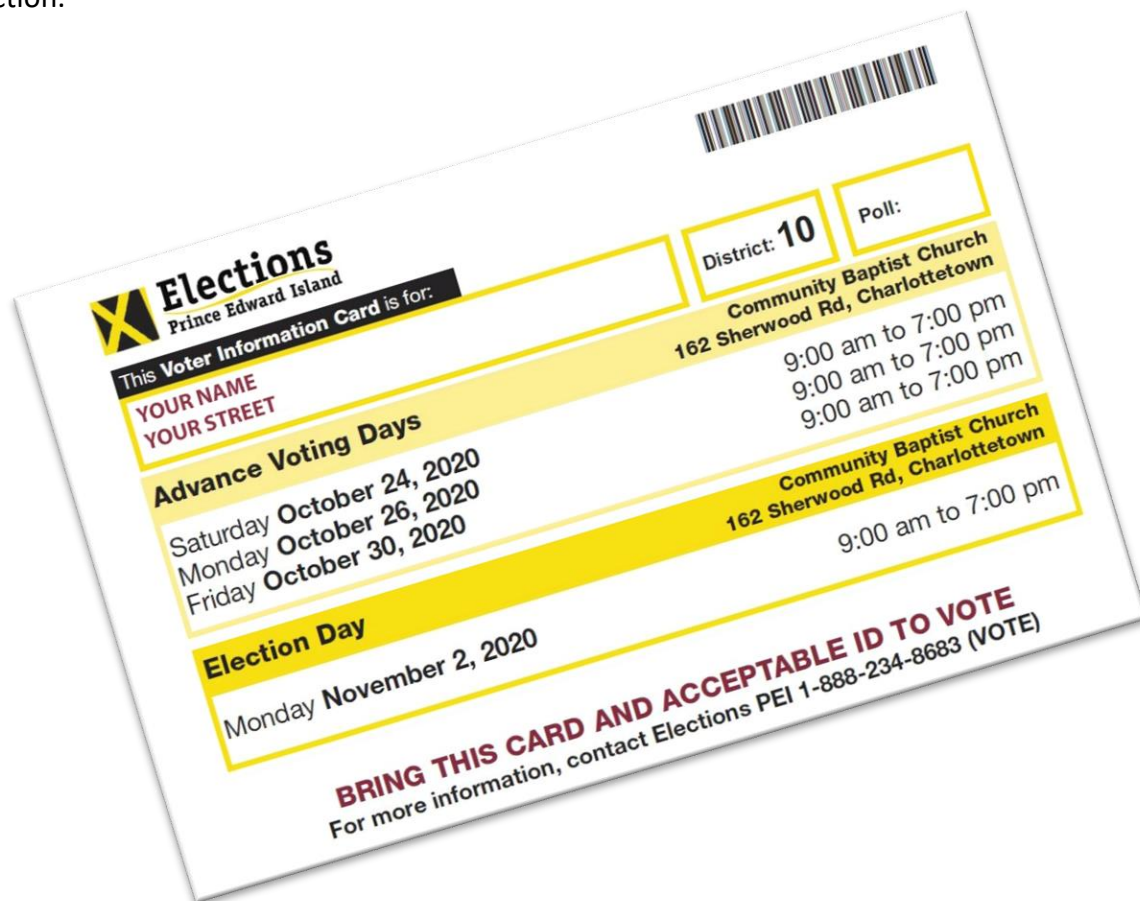 ction.
Elections
Prince Edward Island
This Voter Information Card is for:
YOUR NAME
YOUR STREET
District: 10
Poll:
Advance Voting Days
Community Baptist Church
162 Sherwood Rd, Charlottetown
Saturday October 24, 2020 9:00 am to 7:00 pm
Monday October 26, 2020 9:00 am to 7:00 pm
Friday October 30, 2020 9:00 am to 7:00 pm
Election Day
Community Baptist Church
162 Sherwood Rd, Charlottetown
Monday November 2, 2020 9:00 am to 7:00 pm
BRING THIS CARD AND ACCEPTABLE ID TO VOTE
For more information, contact Elections PEI 1-888-234-8683 (VOTE)